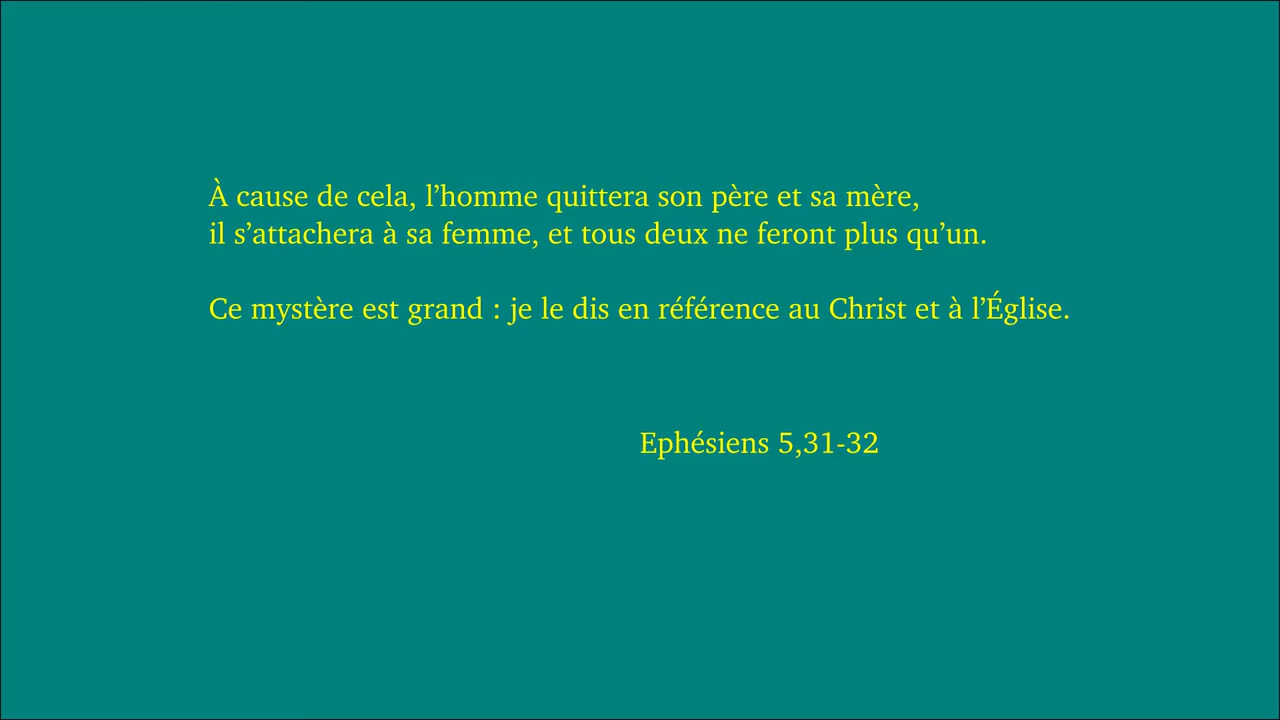 À cause de cela, l’homme quittera son père et sa mère,
il s’attachera à sa femme, et tous deux ne feront plus qu’un.
Ce mystère est grand : je le dis en référence au Christ et à l’Église.
Ephésiens 5,31-32